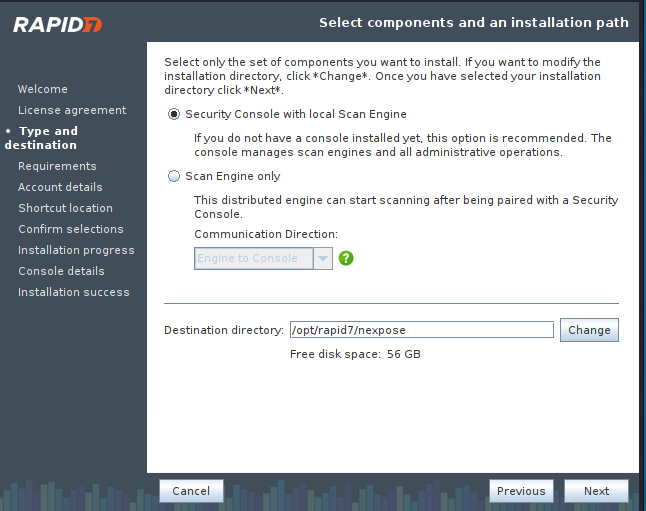 RAPID7
Select components and an installation path
Welcome
License agreement
• Type and
destination
Requirements
Account details
Shortcut location
Confirm selections
Installation progress
Console details
Installation success
Select only the set of components you want to install. If you want to modify the
installation directory, click *Change*. Once you have selected your installation
directory click *Next*.
Security Console with local Scan Engine
If you do not have a console installed yet, this option is recommended. The
console manages scan engines and all administrative operations.
Scan Engine only
This distributed engine can start scanning after being paired with a Security
Console.
Communication Direction:
Engine to Console
?
Destination directory: /opt/rapid7/nexpose Change
Free disk space: 56 GB
Cancel Previous Next